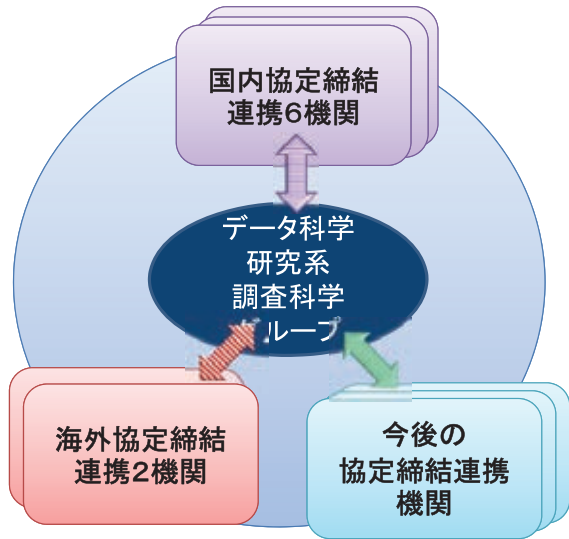 国内協定締結
連携6機関
データ科学
研究系
調査科学
グループ
海外協定締結
連携2機関
今後の
協定締結連携
機関